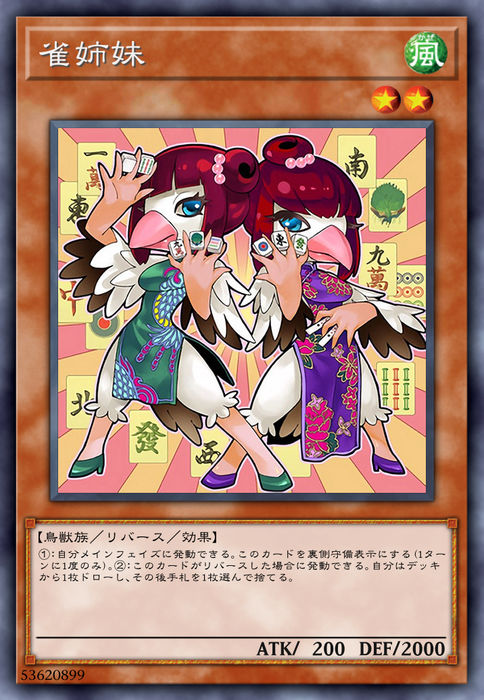 雀姉妹
かぜ
風
一
萬
東
南
九
萬
中
北
發
西
【鳥獣族／リバース／効果】
①:自分メインフェイズに発動できる。このカードを裏側守備表示にする(1ターン
に1度のみ)。②:このカードがリバースした場合に発動できる。自分はデッキ
から1枚ドローし、その後手札を1枚選んで捨てる。
ATK/ 200 DEF/2000
53620899